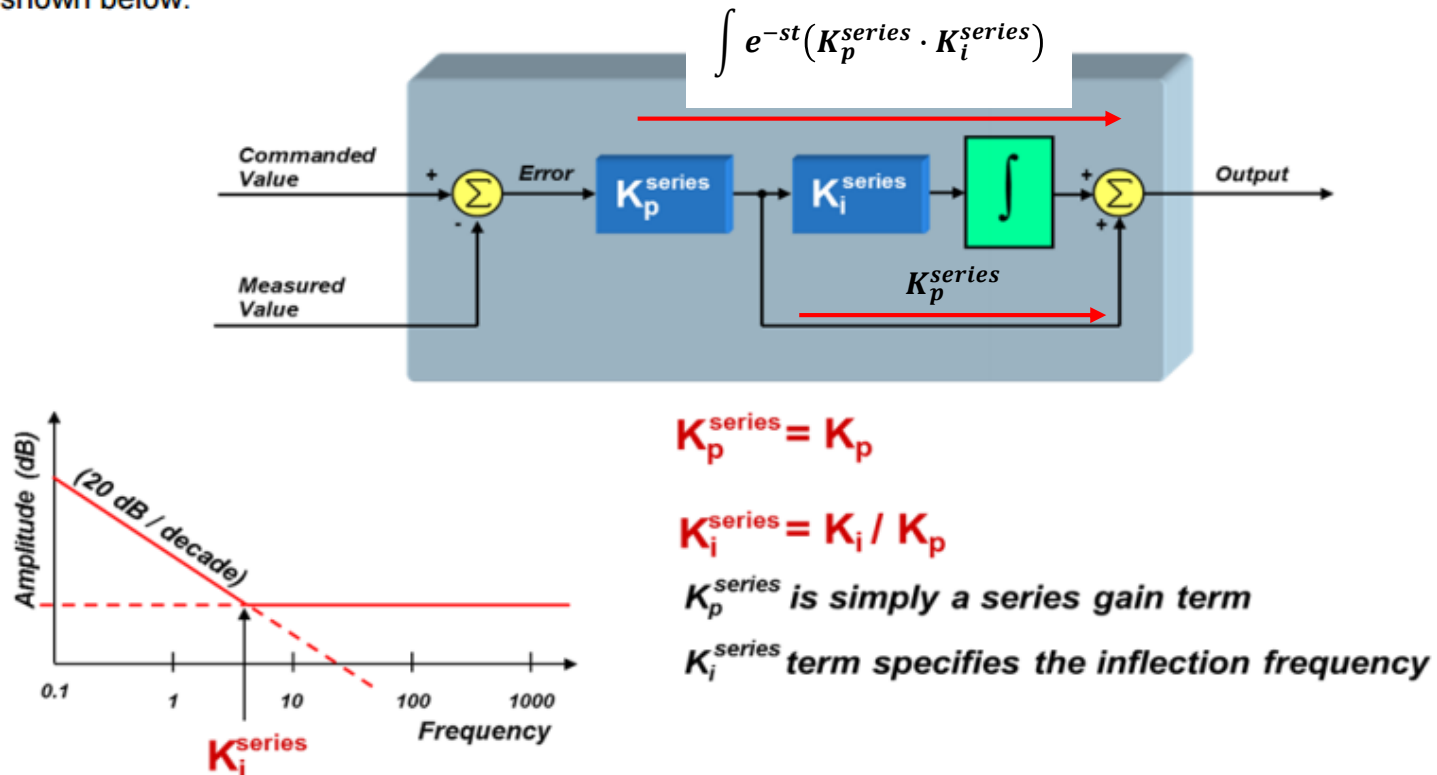 shown below.
∫ e^{-st}(K_p^{series} · K_i^{series})
Commanded
Value
+
Σ
-
Error
K_p^{series}
K_i^{series}
∫
+
Σ
+
Output
Measured
Value
K_p^{series}
Amplitude (dB)
(20 dB / decade)
0.1
1
10
100
1000
Frequency
K_i^{series}
K_p^{series} = K_p
K_i^{series} = K_i / K_p
K_p^{series} is simply a series gain term
K_i^{series} term specifies the inflection frequency